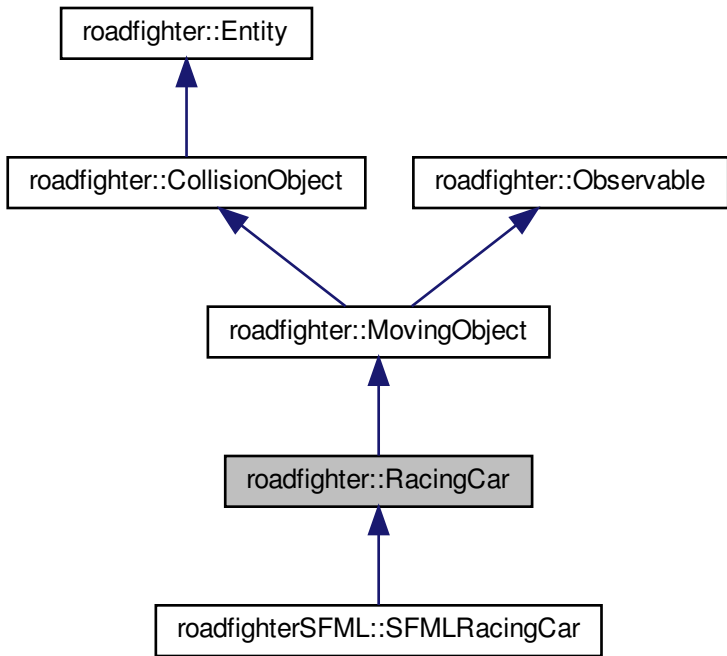 roadfighter::Entity
roadfighter::CollisionObject
roadfighter::Observable
roadfighter::MovingObject
roadfighter::RacingCar
roadfighterSFML::SFMLRacingCar